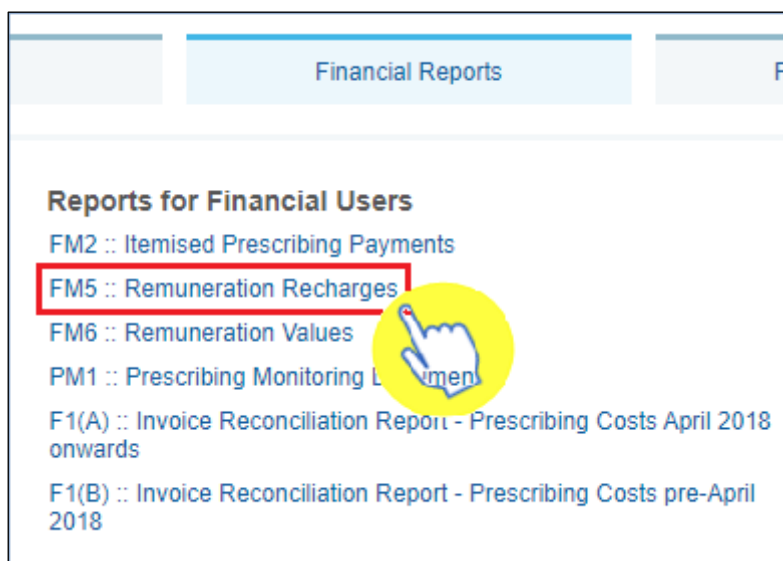 Financial Reports
Reports for Financial Users
FM2 :: Itemised Prescribing Payments
FM5 :: Remuneration Recharges
FM6 :: Remuneration Values
PM1 :: Prescribing Monitoring
F1(A) :: Invoice Reconciliation Report - Prescribing Costs April 2018
onwards
F1(B) :: Invoice Reconciliation Report - Prescribing Costs pre-April
2018